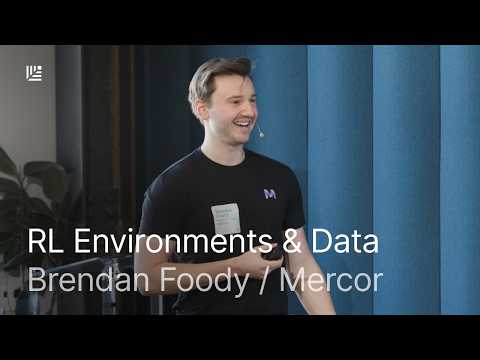 M
RL Environments & Data
Brendan Foody / Mercor